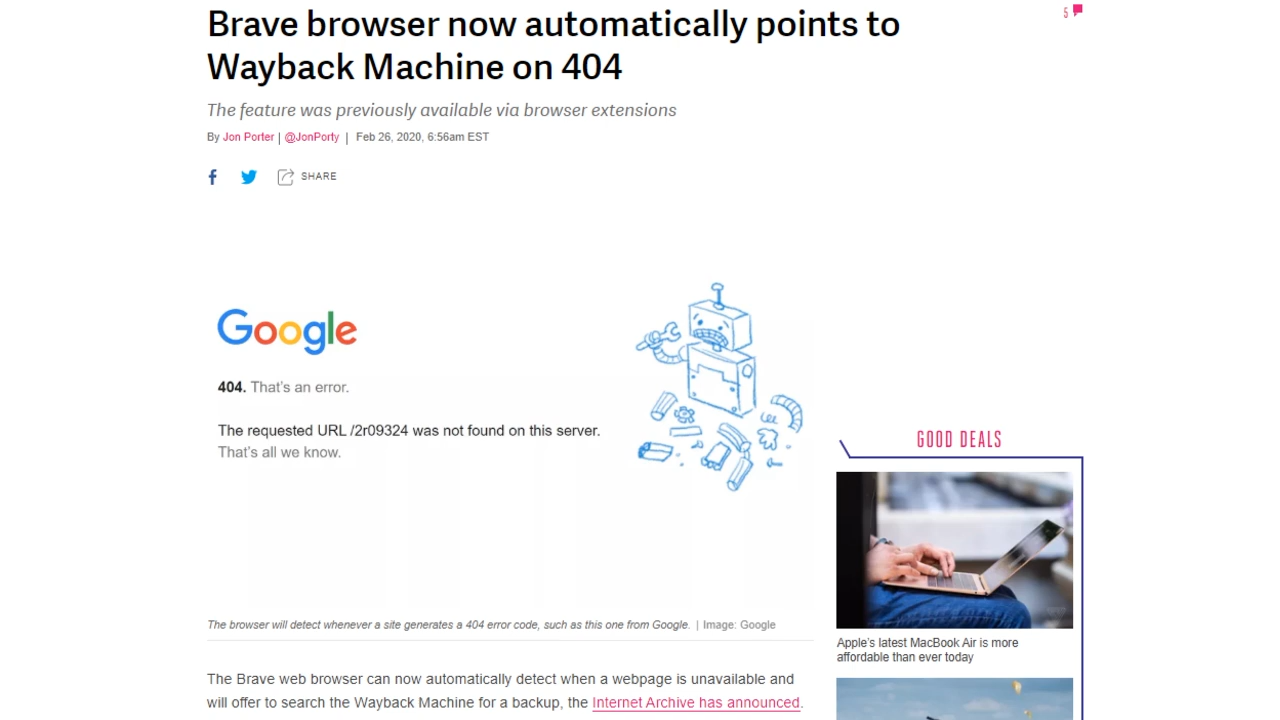 Brave browser now automatically points to
Wayback Machine on 404
5
The feature was previously available via browser extensions
By Jon Porter | @JonPorty | Feb 26, 2020, 6:56am EST
SHARE
Google
404. That's an error.
The requested URL /2r09324 was not found on this server.
That's all we know.
GOOD DEALS
The browser will detect whenever a site generates a 404 error code, such as this one from Google. | Image: Google
Apple's latest MacBook Air is more
affordable than ever today
The Brave web browser can now automatically detect when a webpage is unavailable and
will offer to search the Wayback Machine for a backup, the Internet Archive has announced.